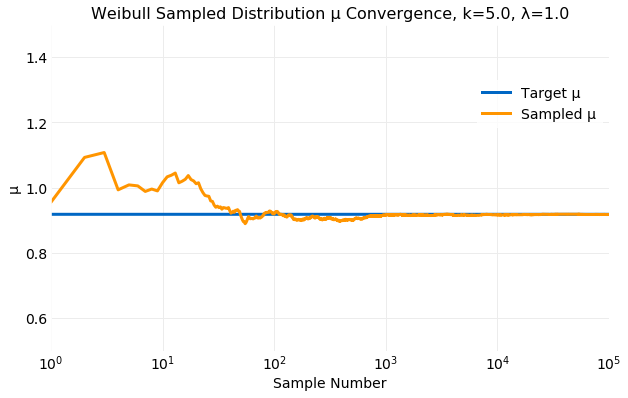 Weibull Sampled Distribution μ Convergence, k=5.0, λ=1.0
Target μ
Sampled μ
1.4
1.2
1.0
0.8
0.6
μ
10⁰
10¹
10²
10³
10⁴
10⁵
Sample Number